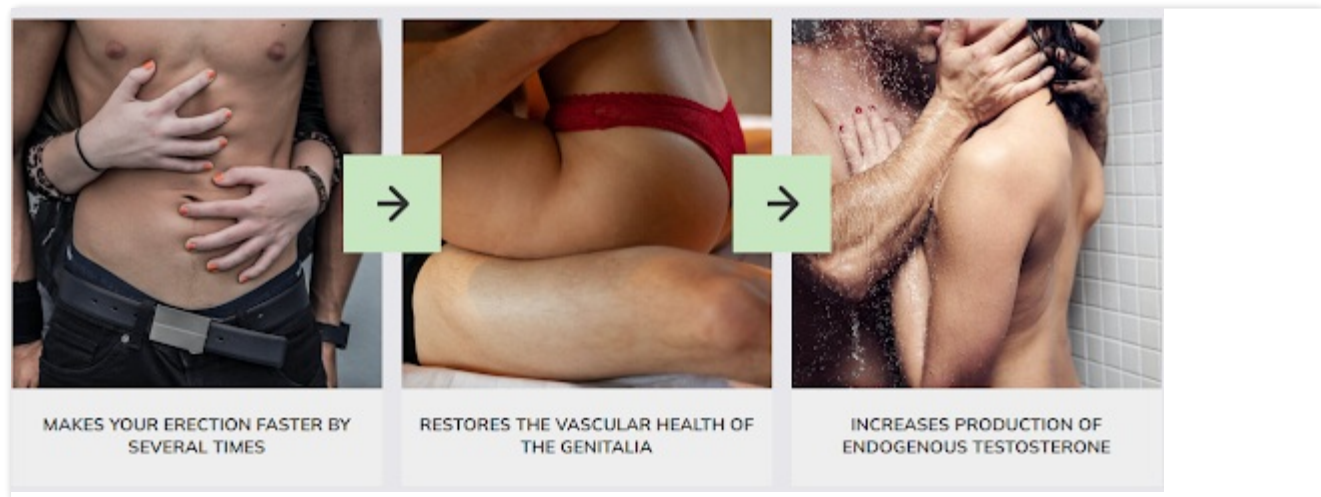 MAKES YOUR ERECTION FASTER BY
SEVERAL TIMES
RESTORES THE VASCULAR HEALTH OF
THE GENITALIA
INCREASES PRODUCTION OF
ENDOGENOUS TESTOSTERONE